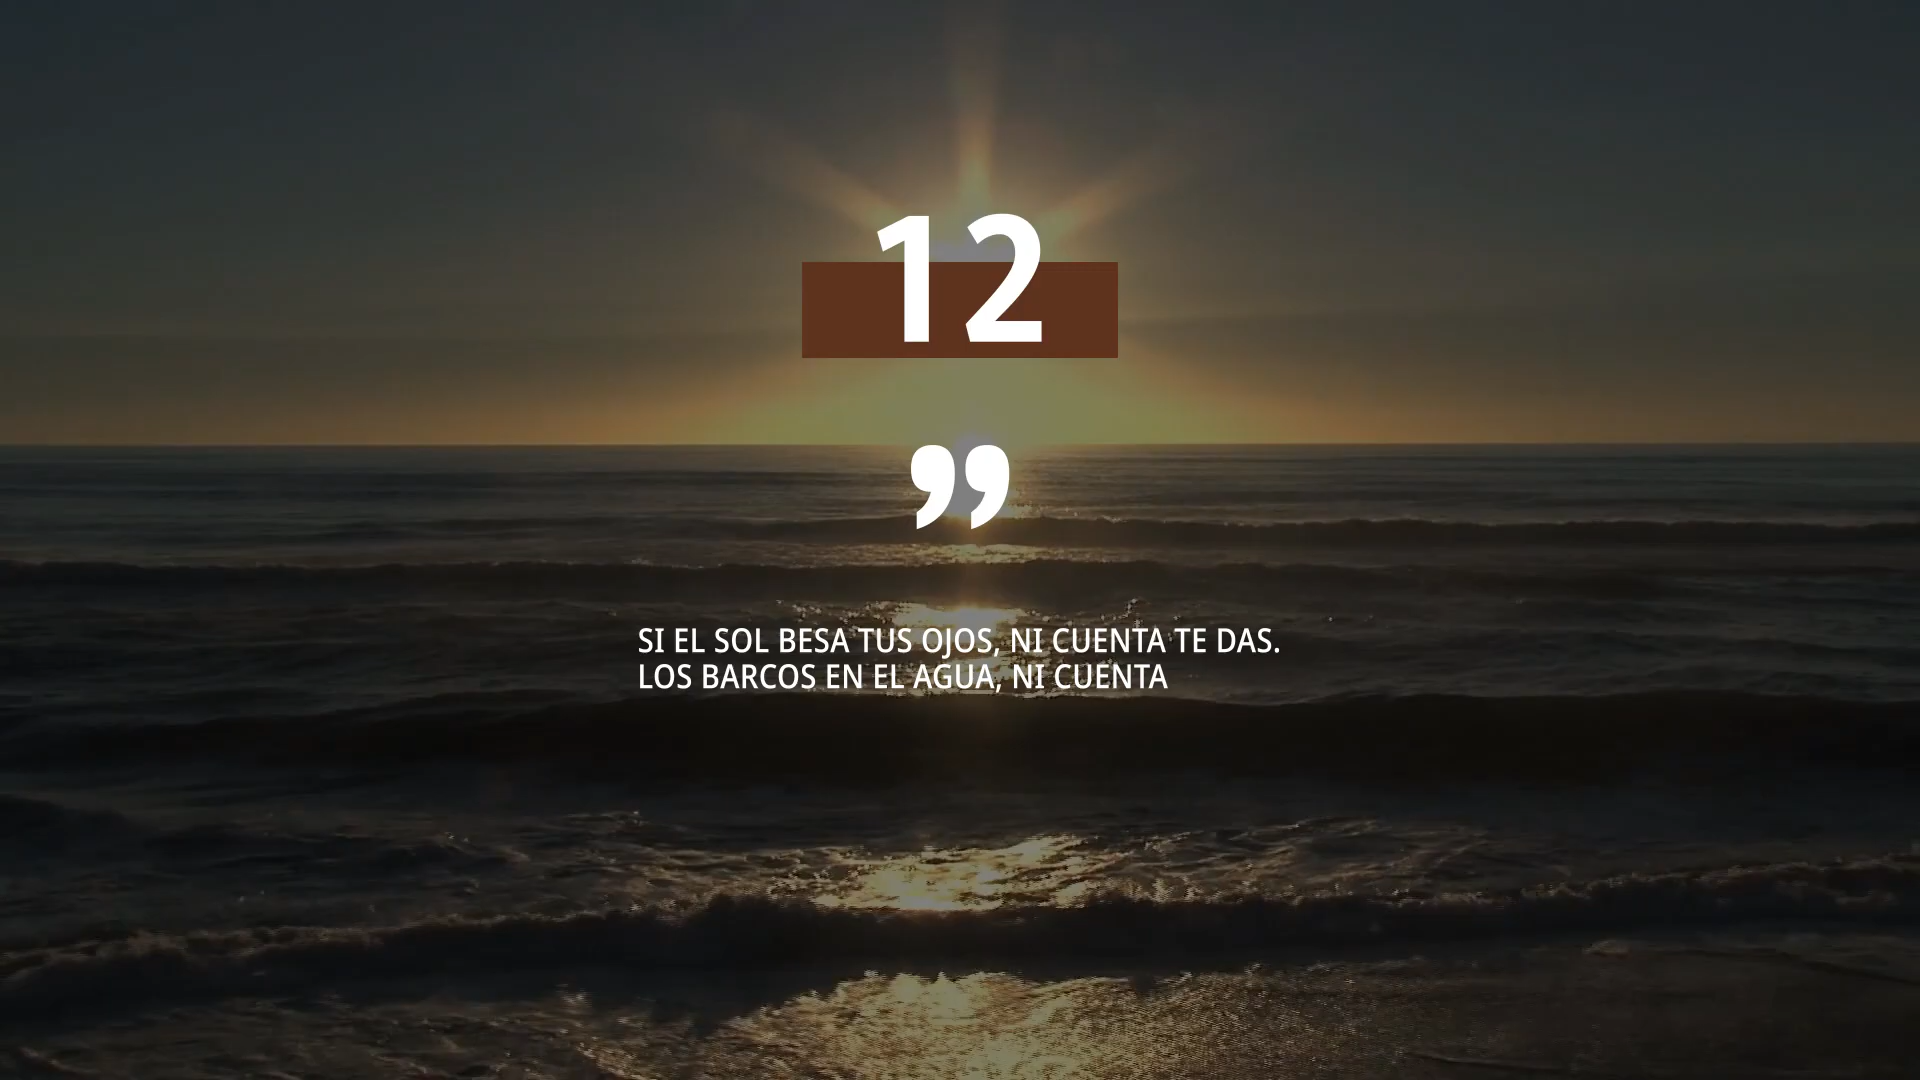 12
”
SI EL SOL BESA TUS OJOS, NI CUENTA TE DAS.
LOS BARCOS EN EL AGUA, NI CUENTA